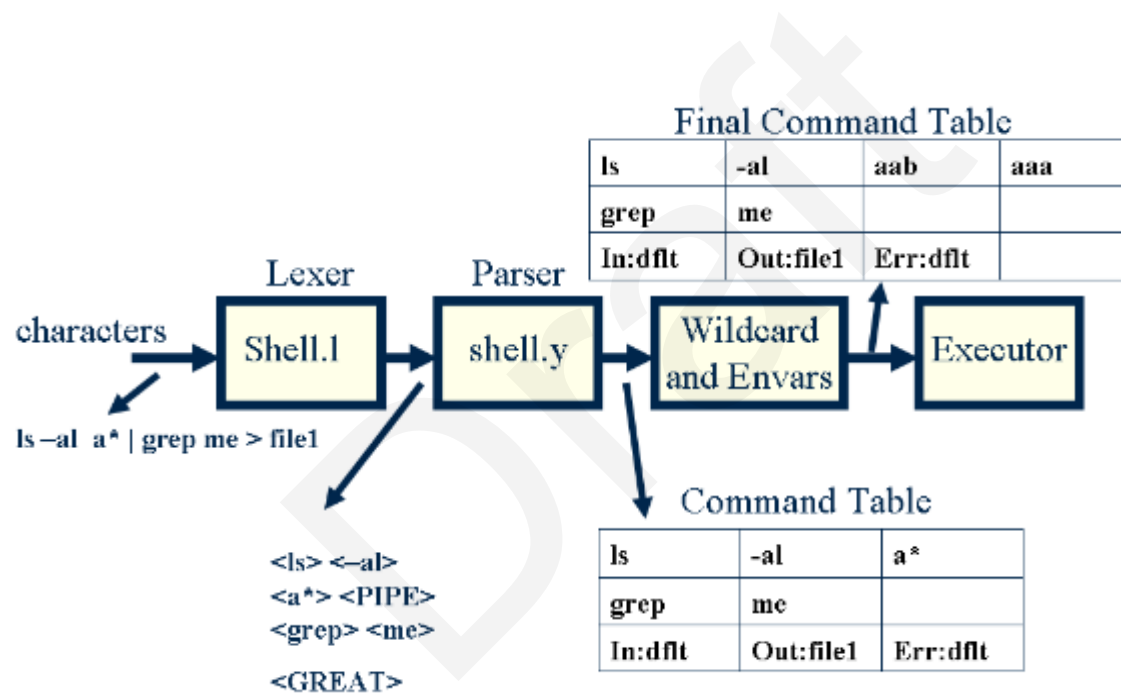 Final Command Table
ls -al aab aaa
grep me
In:dflt Out:file1 Err:dflt
Lexer Parser
characters
Shell.l shell.y Wildcard and Envars Executor
ls –al a* | grep me > file1
Command Table
<ls> <–al>
<a*> <PIPE>
<grep> <me>
<GREAT>
ls -al a*
grep me
In:dflt Out:file1 Err:dflt
Draft